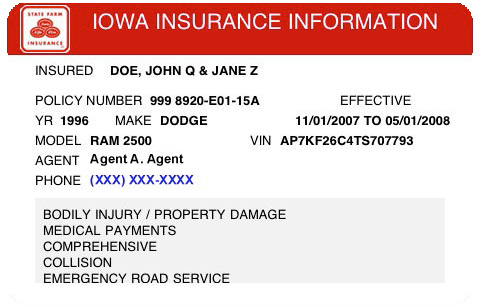 STATE FARM
INSURANCE
IOWA INSURANCE INFORMATION
INSURED DOE, JOHN Q & JANE Z
POLICY NUMBER 999 8920-E01-15A EFFECTIVE
YR 1996 MAKE DODGE 11/01/2007 TO 05/01/2008
MODEL RAM 2500 VIN AP7KF26C4TS707793
AGENT Agent A. Agent
PHONE (XXX) XXX-XXXX
BODILY INJURY / PROPERTY DAMAGE
MEDICAL PAYMENTS
COMPREHENSIVE
COLLISION
EMERGENCY ROAD SERVICE